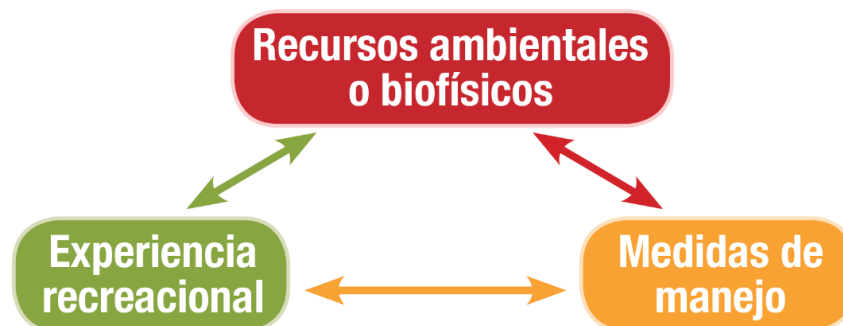 Recursos ambientales
o biofísicos
Experiencia
recreacional
Medidas de
manejo